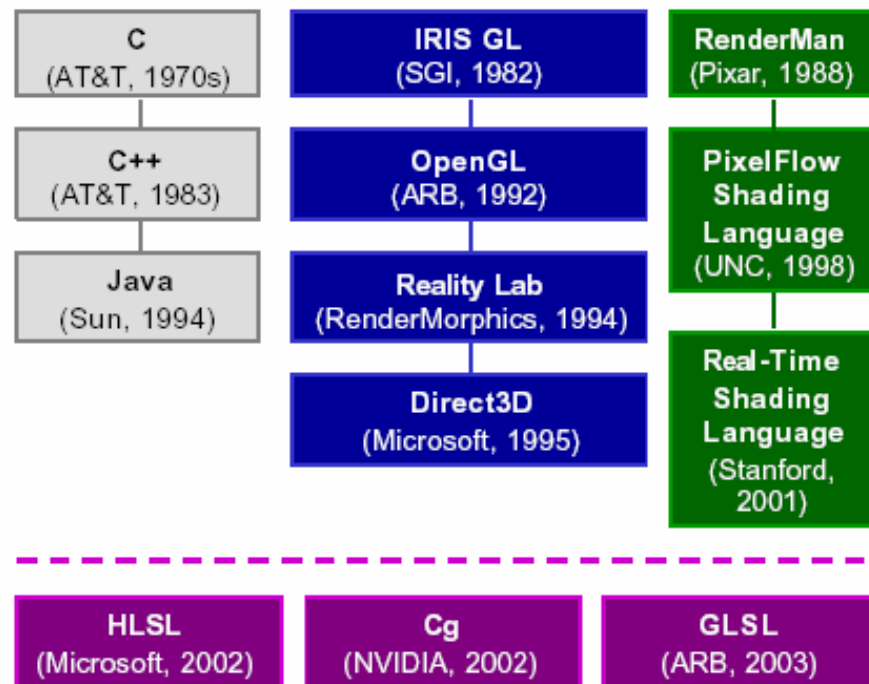 C
(AT&T, 1970s)
C++
(AT&T, 1983)
Java
(Sun, 1994)
IRIS GL
(SGI, 1982)
OpenGL
(ARB, 1992)
Reality Lab
(RenderMorphics, 1994)
Direct3D
(Microsoft, 1995)
RenderMan
(Pixar, 1988)
PixelFlow
Shading
Language
(UNC, 1998)
Real-Time
Shading
Language
(Stanford,
2001)
HLSL
(Microsoft, 2002)
Cg
(NVIDIA, 2002)
GLSL
(ARB, 2003)